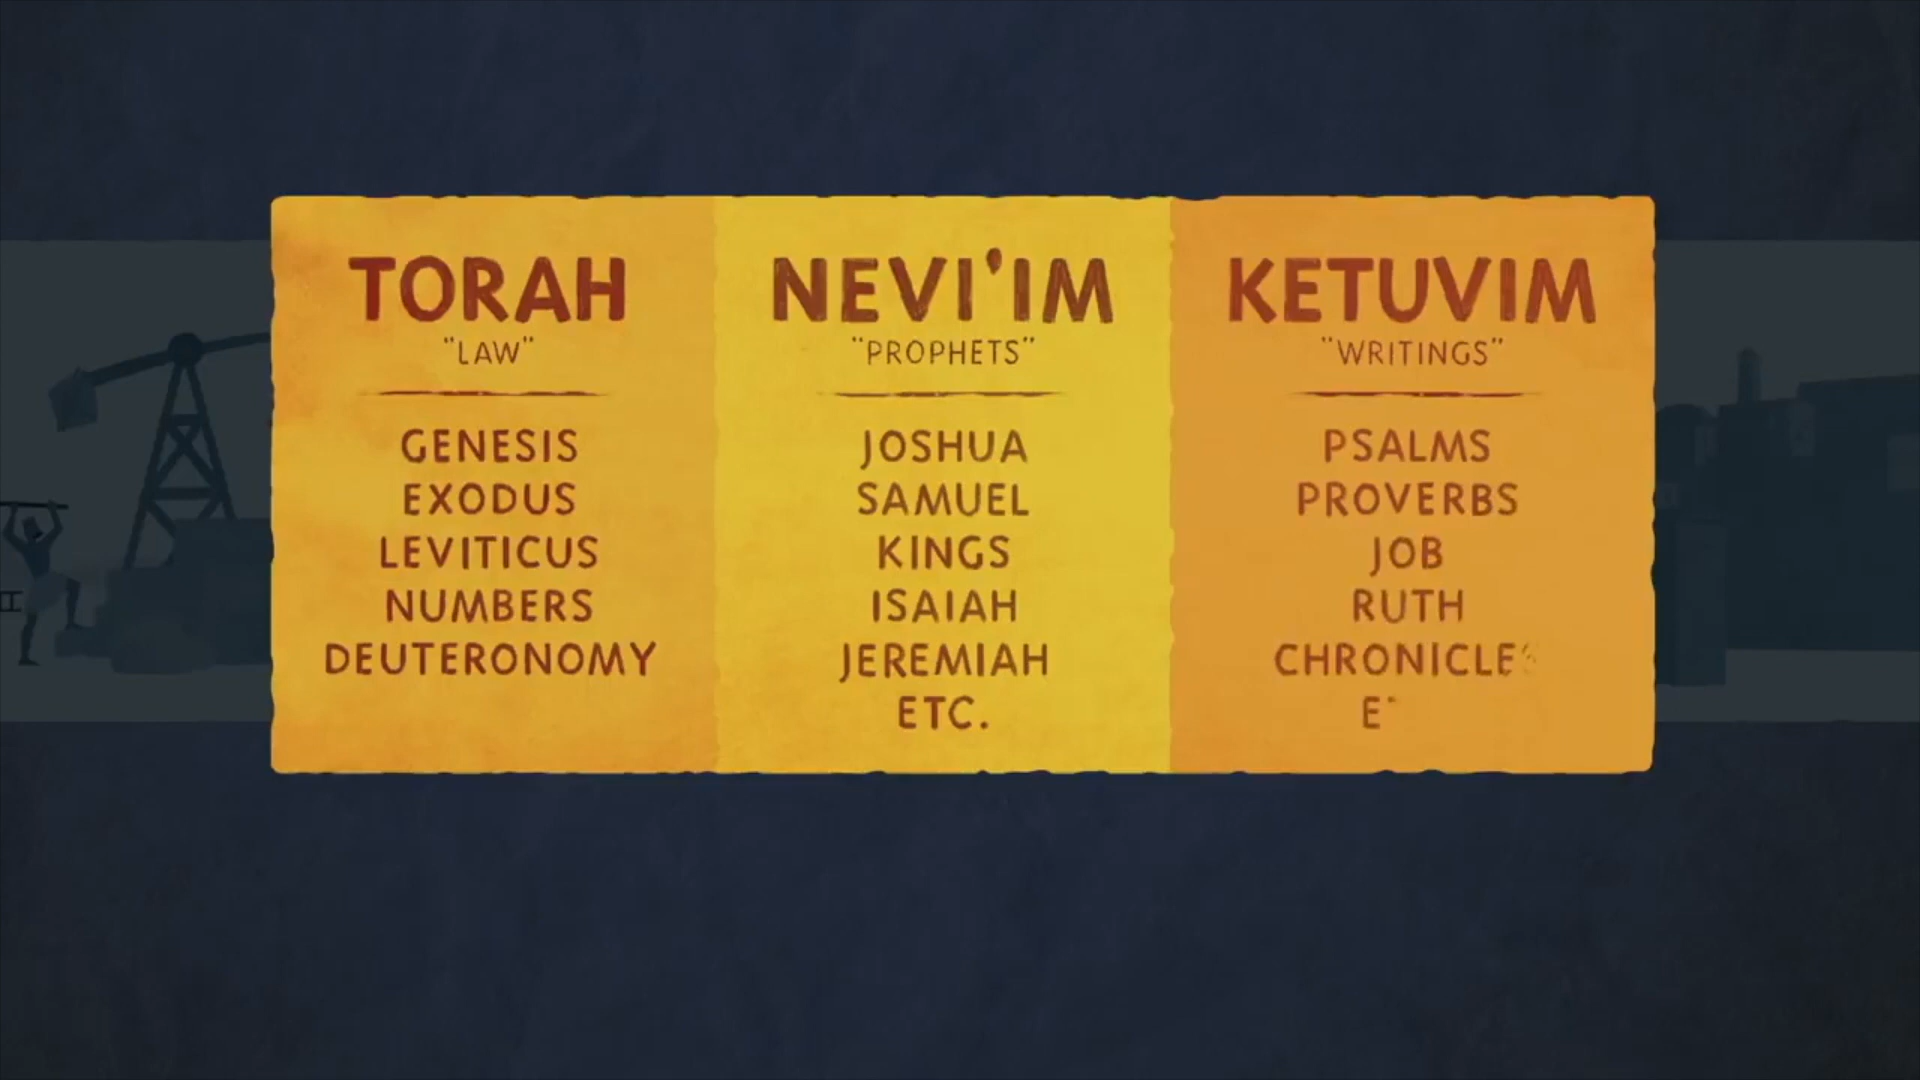 TORAH
"LAW"
GENESIS
EXODUS
LEVITICUS
NUMBERS
DEUTERONOMY
NEVI'IM
"PROPHETS"
JOSHUA
SAMUEL
KINGS
ISAIAH
JEREMIAH
ETC.
KETUVIM
"WRITINGS"
PSALMS
PROVERBS
JOB
RUTH
CHRONICLES